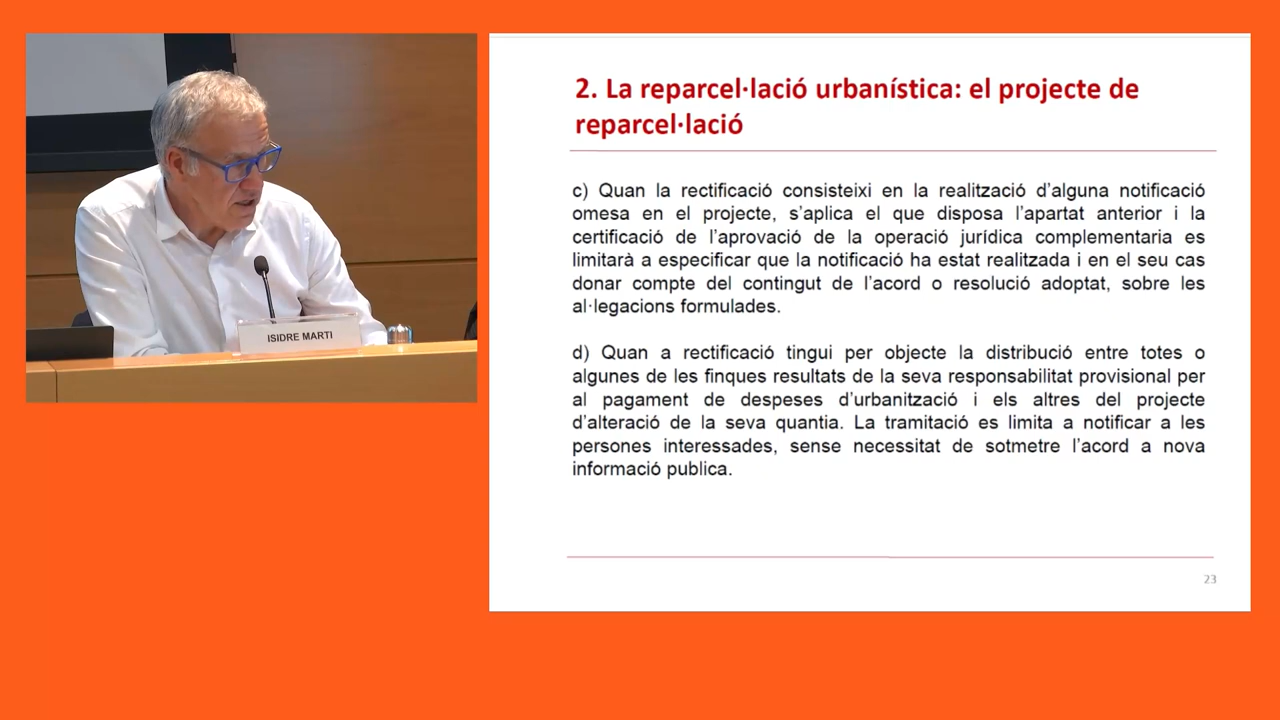 ISIDRE MARTI
2. La reparcel·lació urbanística: el projecte de
reparcel·lació
c) Quan la rectificació consisteixi en la realització d’alguna notificació
omesa en el projecte, s’aplica el que disposa l’apartat anterior i la
certificació de l’aprovació de la operació jurídica complementaria es
limitarà a especificar que la notificació ha estat realitzada i en el seu cas
donar compte del contingut de l’acord o resolució adoptat, sobre les
al·legacions formulades.
d) Quan a rectificació tingui per objecte la distribució entre totes o
algunes de les finques resultats de la seva responsabilitat provisional per
al pagament de despeses d’urbanització i els altres del projecte
d’alteració de la seva quantia. La tramitació es limita a notificar a les
persones interessades, sense necessitat de sotmetre l’acord a nova
informació publica.
23